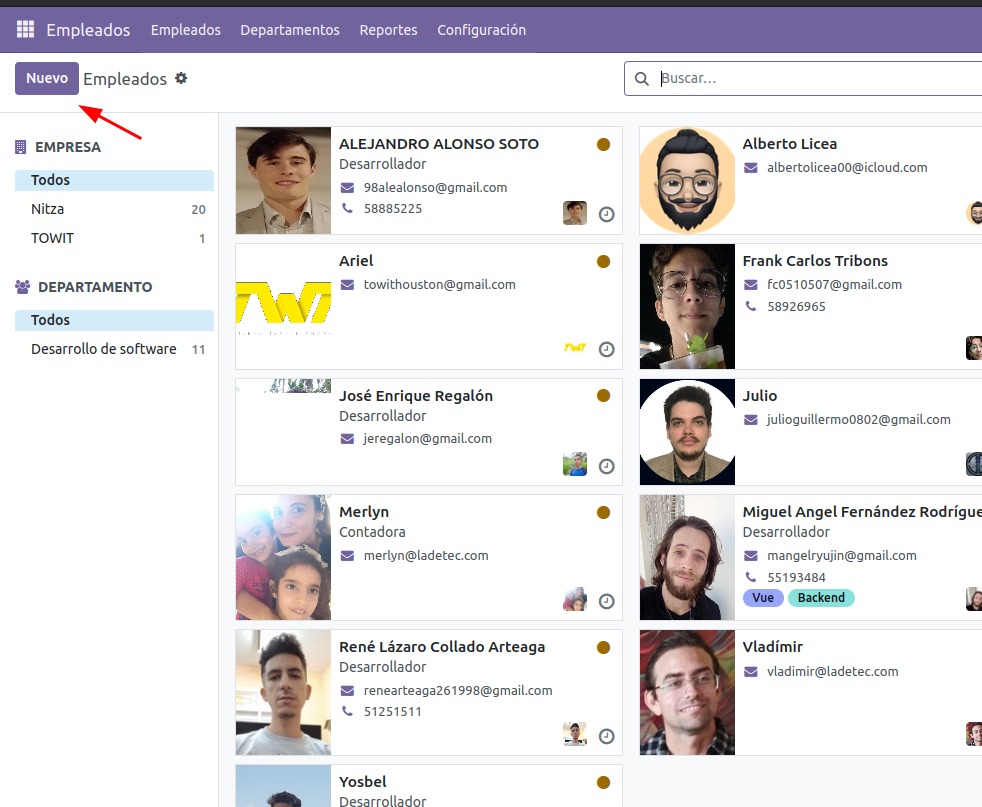 Empleados Empleados Departamentos Reportes Configuración
Nuevo Empleados Buscar...
EMPRESA
Todos
Nitza 20
TOWIT 1
DEPARTAMENTO
Todos
Desarrollo de software 11
ALEJANDRO ALONSO SOTO
Desarrollador
98alealonso@gmail.com
58885225
Alberto Licea
albertolicea00@icloud.com
Ariel
towithouston@gmail.com
Frank Carlos Tribons
fc0510507@gmail.com
58926965
José Enrique Regalón
Desarrollador
jeregalon@gmail.com
Julio
julioguillermo0802@gmail.com
Merlyn
Contadora
merlyn@ladetec.com
Miguel Angel Fernández Rodrígue
Desarrollador
mangelryujin@gmail.com
55193484
Vue Backend
René Lázaro Collado Arteaga
Desarrollador
renearteaga261998@gmail.com
51251511
Vladímir
vladimir@ladetec.com
Yosbel
Desarrollador